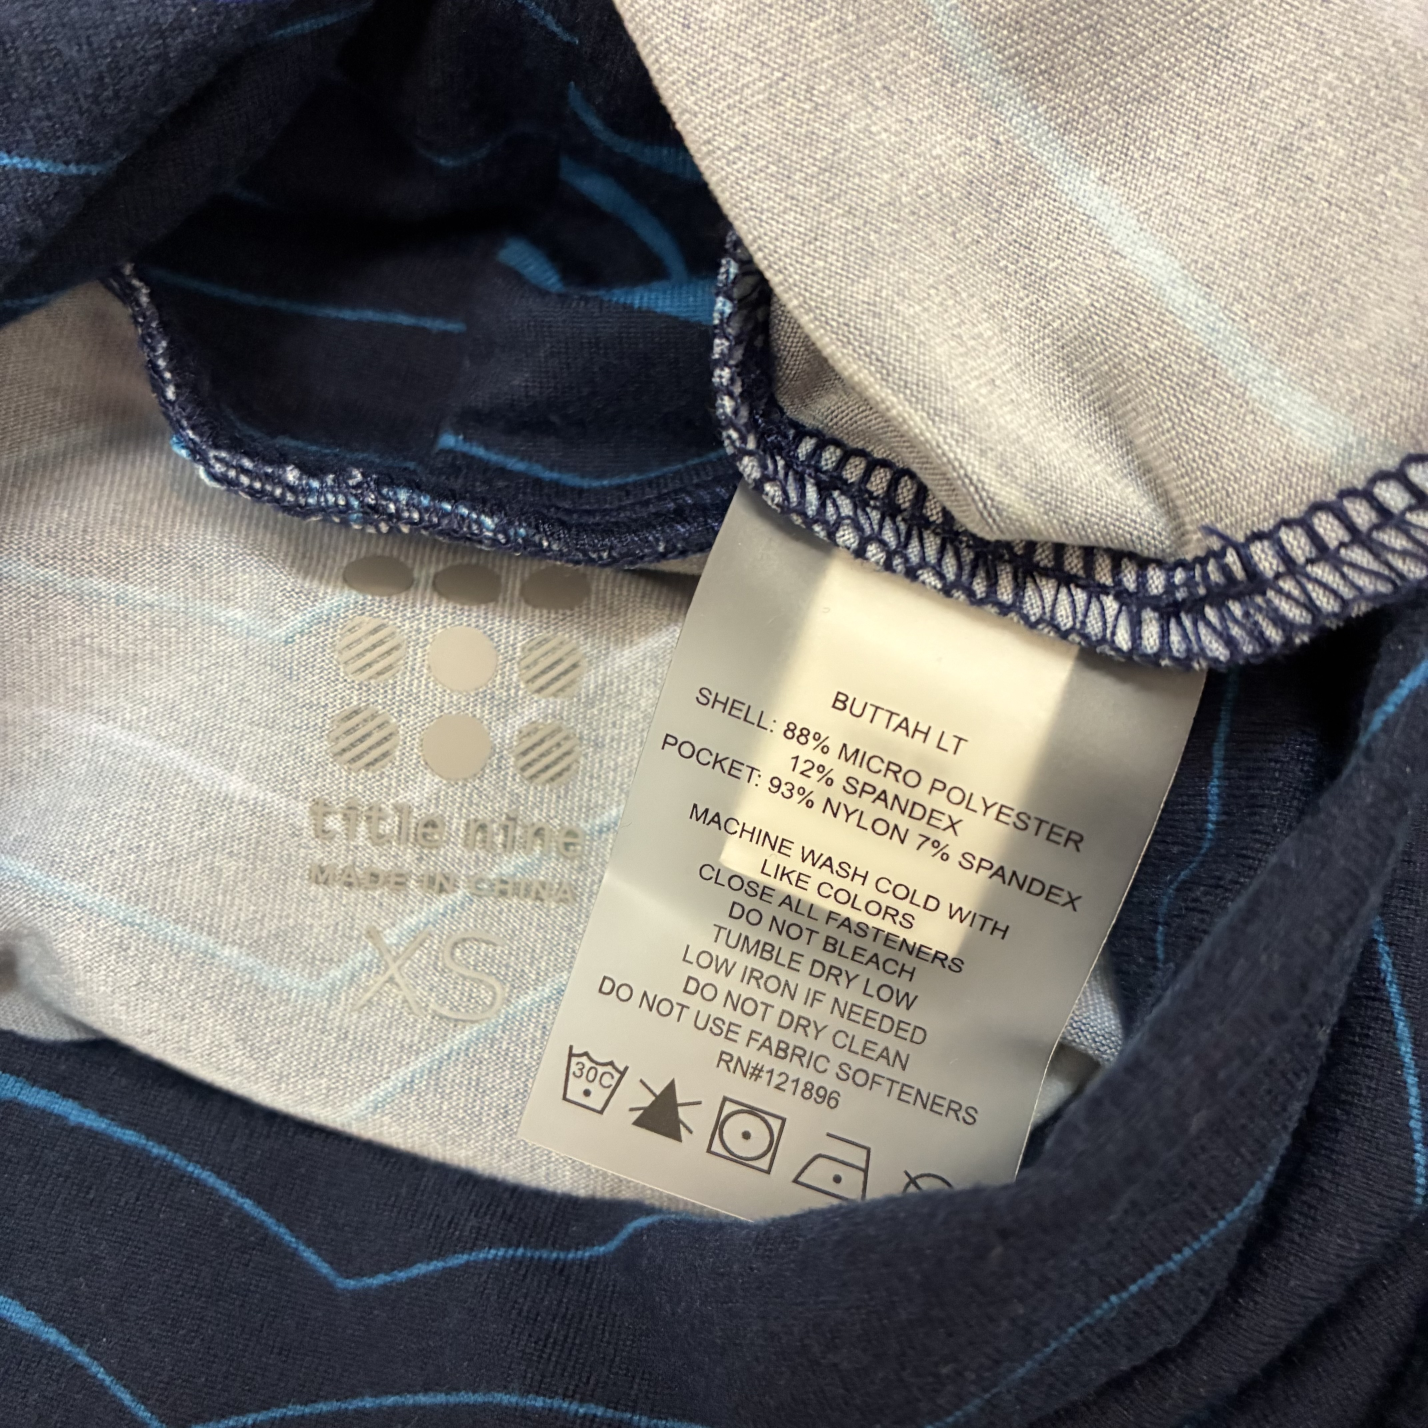 title nine
MADE IN CHINA
XS
BUTTAH LT
SHELL: 88% MICRO POLYESTER
12% SPANDEX
POCKET: 93% NYLON 7% SPANDEX
MACHINE WASH COLD WITH
LIKE COLORS
CLOSE ALL FASTENERS
DO NOT BLEACH
TUMBLE DRY LOW
LOW IRON IF NEEDED
DO NOT DRY CLEAN
DO NOT USE FABRIC SOFTENERS
RN#121896
30C